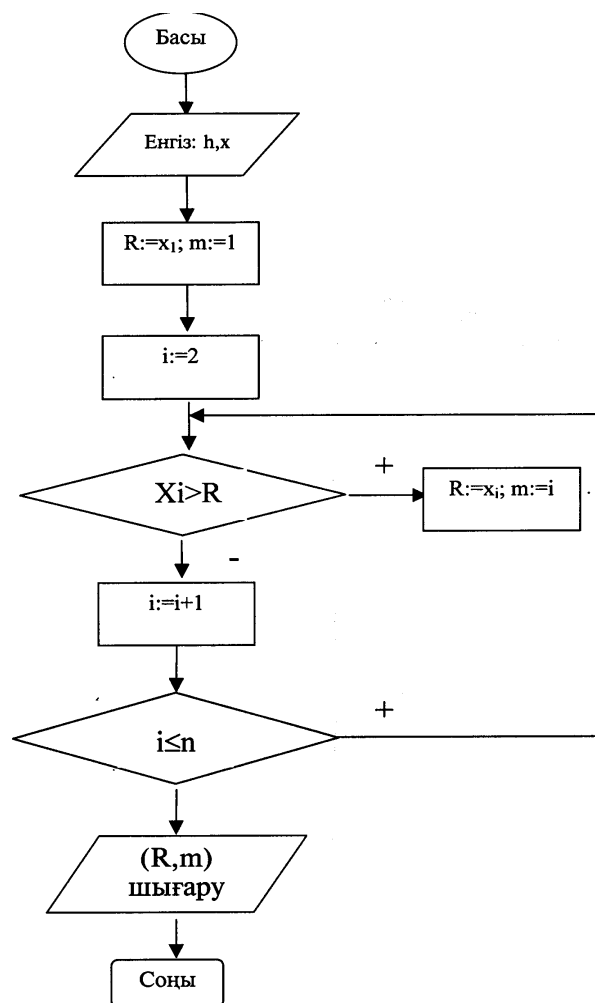 Басы
Енгіз: h,x
R:=x₁; m:=1
i:=2
Xi>R
+
R:=xᵢ; m:=i
-
i:=i+1
i≤n
+
(R,m)
шығару
Соңы